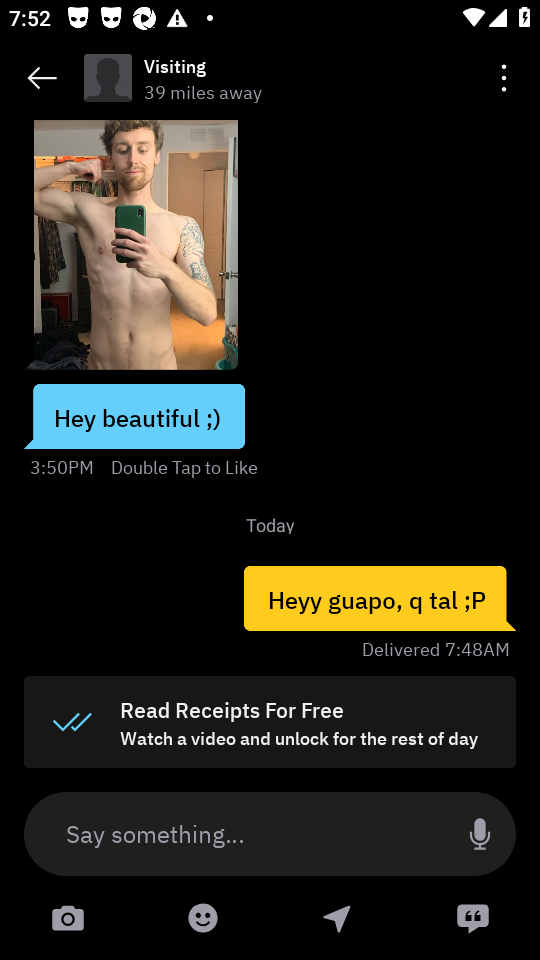 7:52
Visiting
39 miles away
Hey beautiful ;)
3:50PM Double Tap to Like
Today
Heyy guapo, q tal ;P
Delivered 7:48AM
Read Receipts For Free
Watch a video and unlock for the rest of day
Say something...